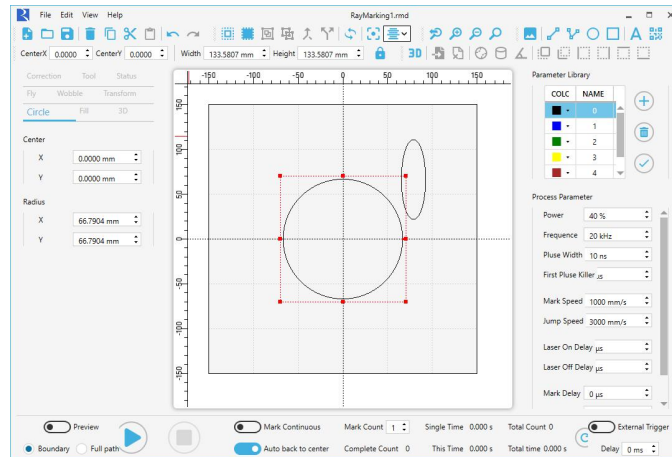 File Edit View Help RayMarking1.rmd
CenterX 0.0000 CenterY 0.0000 Width 133.5807 mm Height 133.5807 mm 3D
Correction Tool Status
Fly Wobble Transform
Circle Fill 3D
Center
X 0.0000 mm
Y 0.0000 mm
Radius
X 66.7904 mm
Y 66.7904 mm
-150 -100 -50 0 50 100 150
150
100
50
0
-50
-100
-150
Parameter Library
COLC NAME
0
1
2
3
4
Process Parameter
Power 40 %
Frequence 20 kHz
Pluse Width 10 ns
First Pluse Killer µs
Mark Speed 1000 mm/s
Jump Speed 3000 mm/s
Laser On Delay µs
Laser Off Delay µs
Mark Delay 0 µs
Preview Mark Continuous Mark Count 1 Single Time 0.000 s Total Count 0 External Trigger
Boundary Full path Auto back to center Complete Count 0 This Time 0.000 s Total time 0.000 s Delay 0 ms